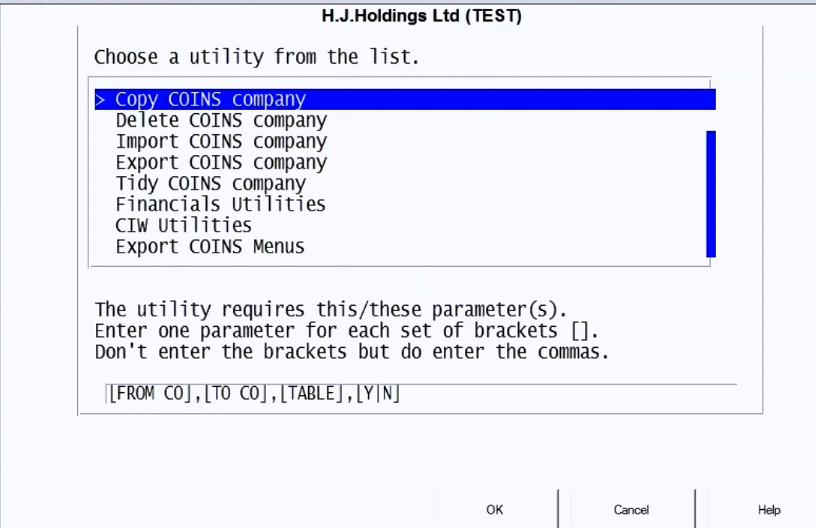 H.J.Holdings Ltd (TEST)
Choose a utility from the list.
> Copy COINS company
Delete COINS company
Import COINS company
Export COINS company
Tidy COINS company
Financials Utilities
CIW Utilities
Export COINS Menus
The utility requires this/these parameter(s).
Enter one parameter for each set of brackets [].
Don't enter the brackets but do enter the commas.
[FROM CO],[TO CO],[TABLE],[Y|N]
OK Cancel Help